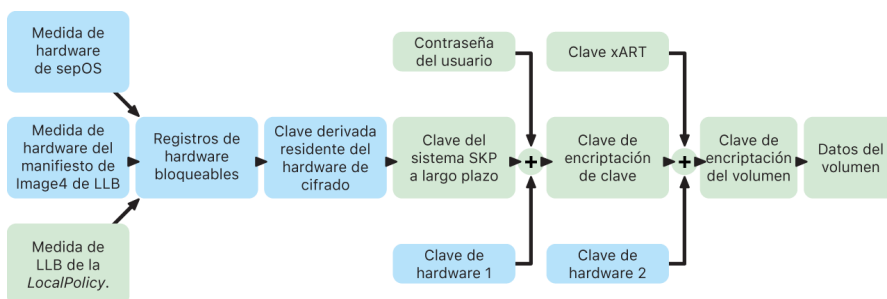 Medida de
hardware
de sepOS
Contraseña
del usuario
Clave xART
Medida de
hardware del
manifiesto de
Image4 de LLB
Registros de
hardware
bloqueables
Clave derivada
residente del
hardware de
cifrado
Clave del
sistema SKP
a largo plazo
+
Clave de
encriptación
de clave
+
Clave de
encriptación
del volumen
Datos del
volumen
Medida de
LLB de la
LocalPolicy.
Clave de
hardware 1
Clave de
hardware 2